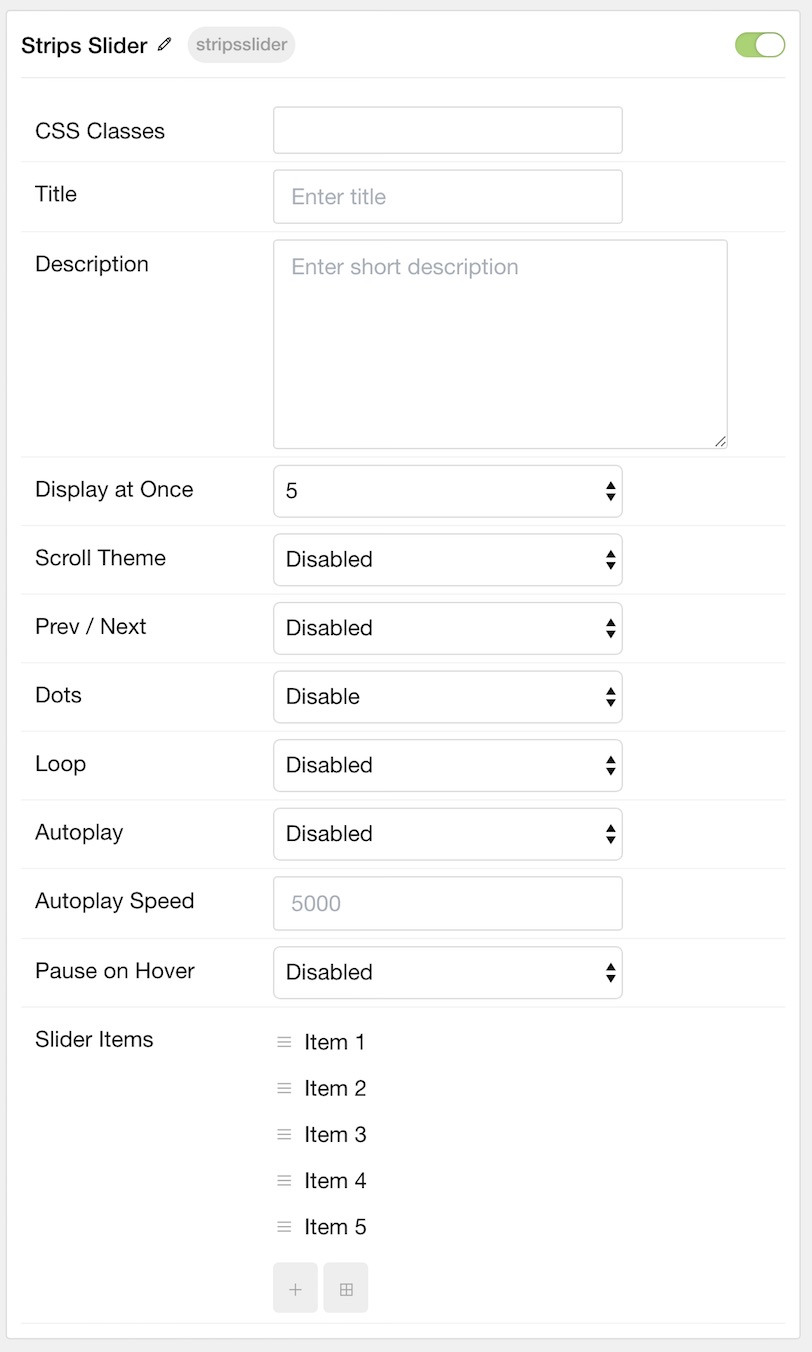 Strips Slider stripsslider
CSS Classes
Title Enter title
Description Enter short description
Display at Once 5
Scroll Theme Disabled
Prev / Next Disabled
Dots Disable
Loop Disabled
Autoplay Disabled
Autoplay Speed 5000
Pause on Hover Disabled
Slider Items Item 1
Item 2
Item 3
Item 4
Item 5